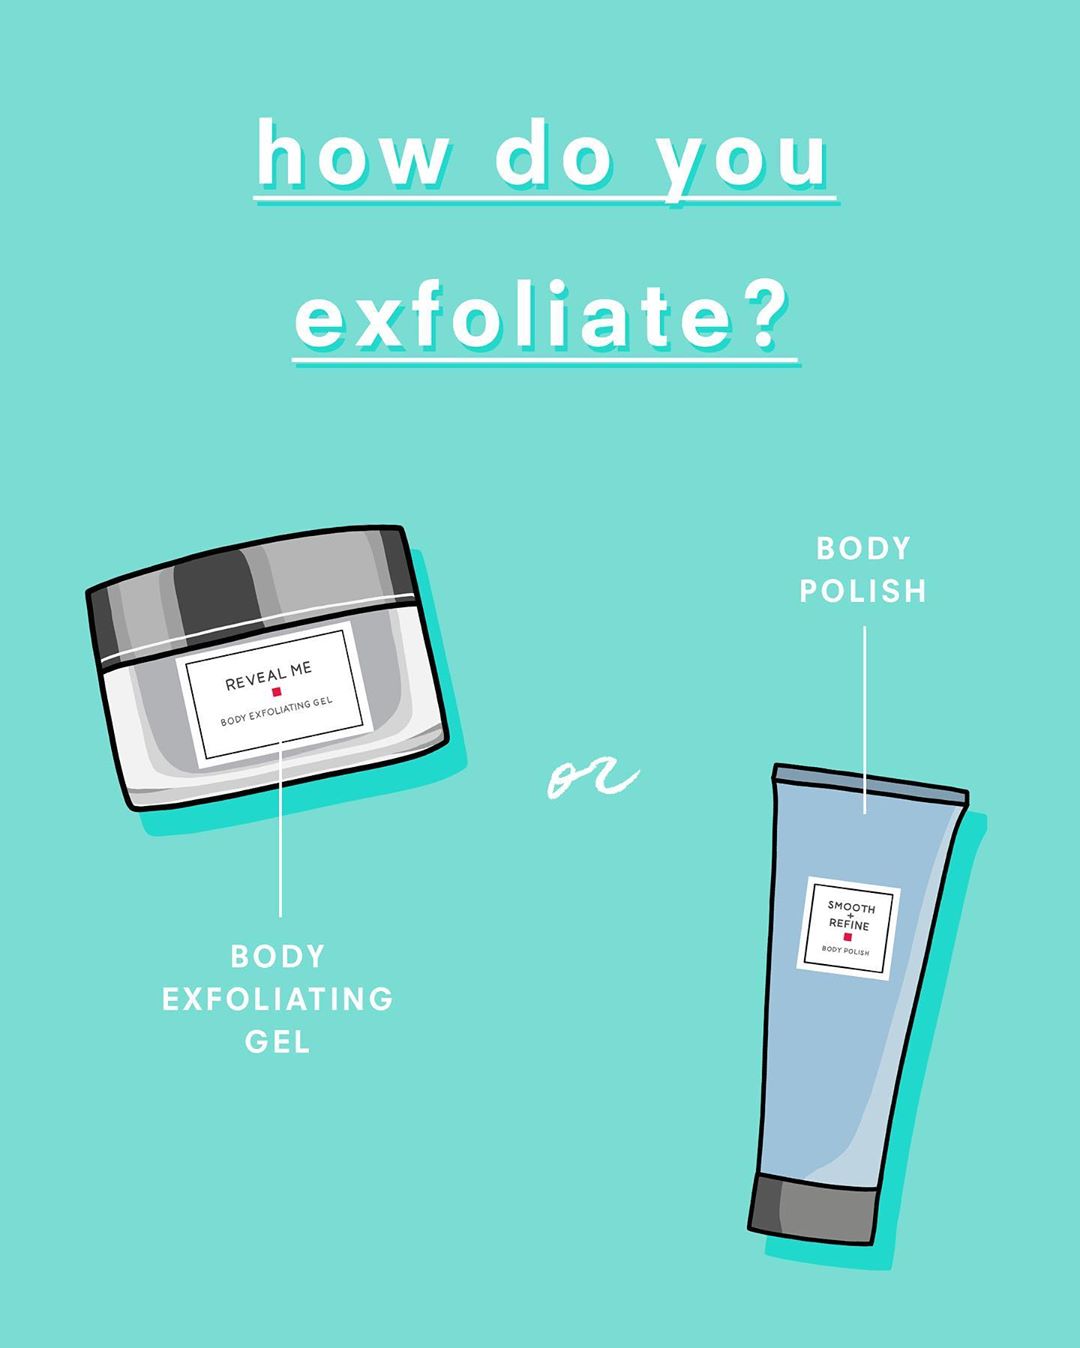 how do you
exfoliate?
REVEAL ME
BODY EXFOLIATING GEL
or
BODY
EXFOLIATING
GEL
BODY
POLISH
SMOOTH
+
REFINE
BODY POLISH